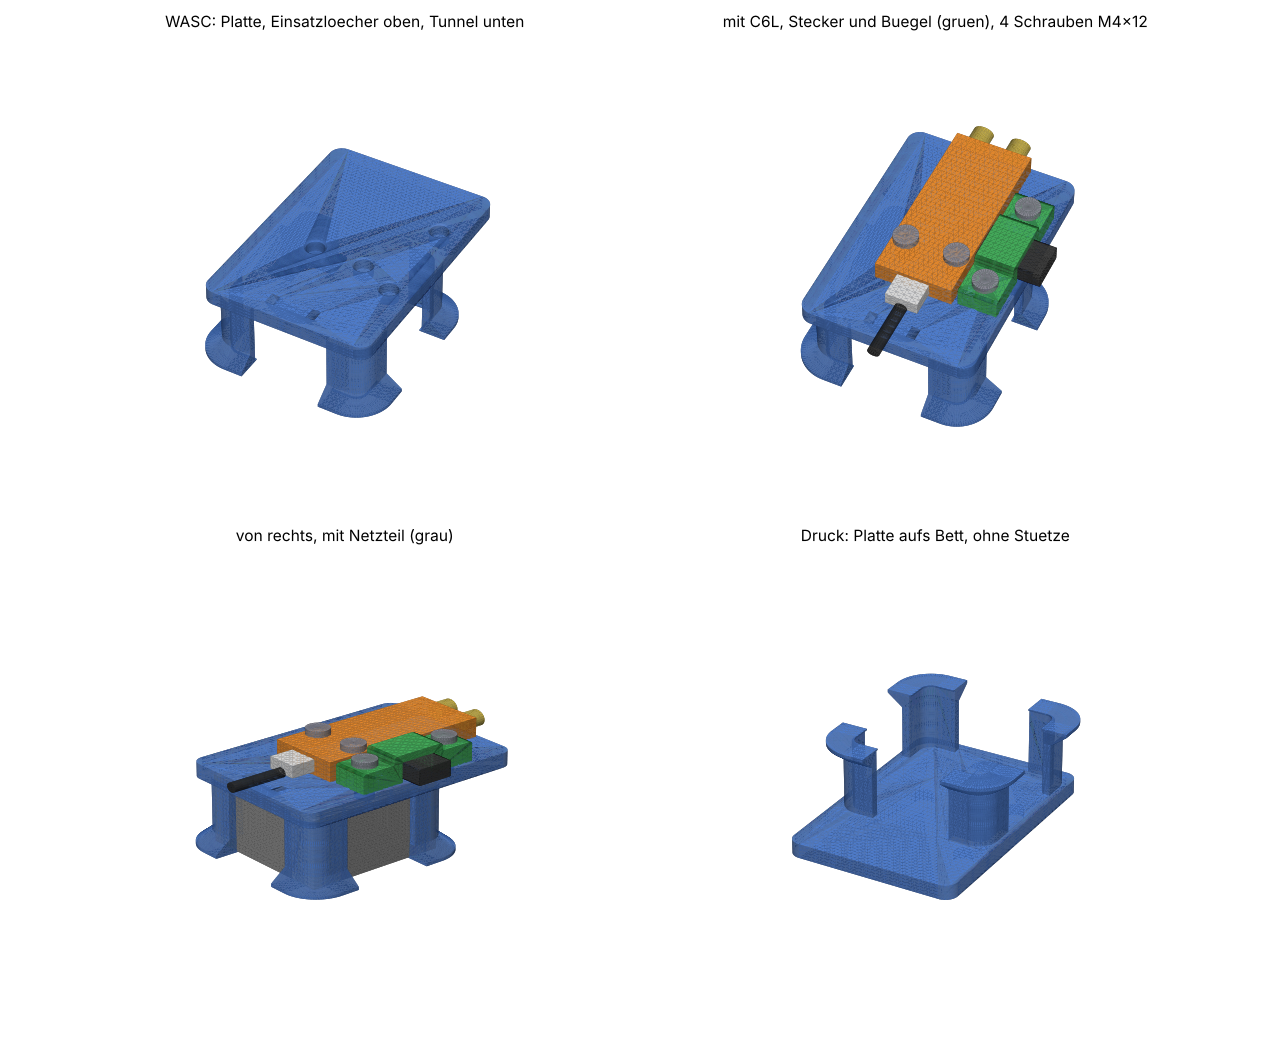 WASC: Platte, Einsatzloecher oben, Tunnel unten
mit C6L, Stecker und Buegel (gruen), 4 Schrauben M4×12
von rechts, mit Netzteil (grau)
Druck: Platte aufs Bett, ohne Stuetze